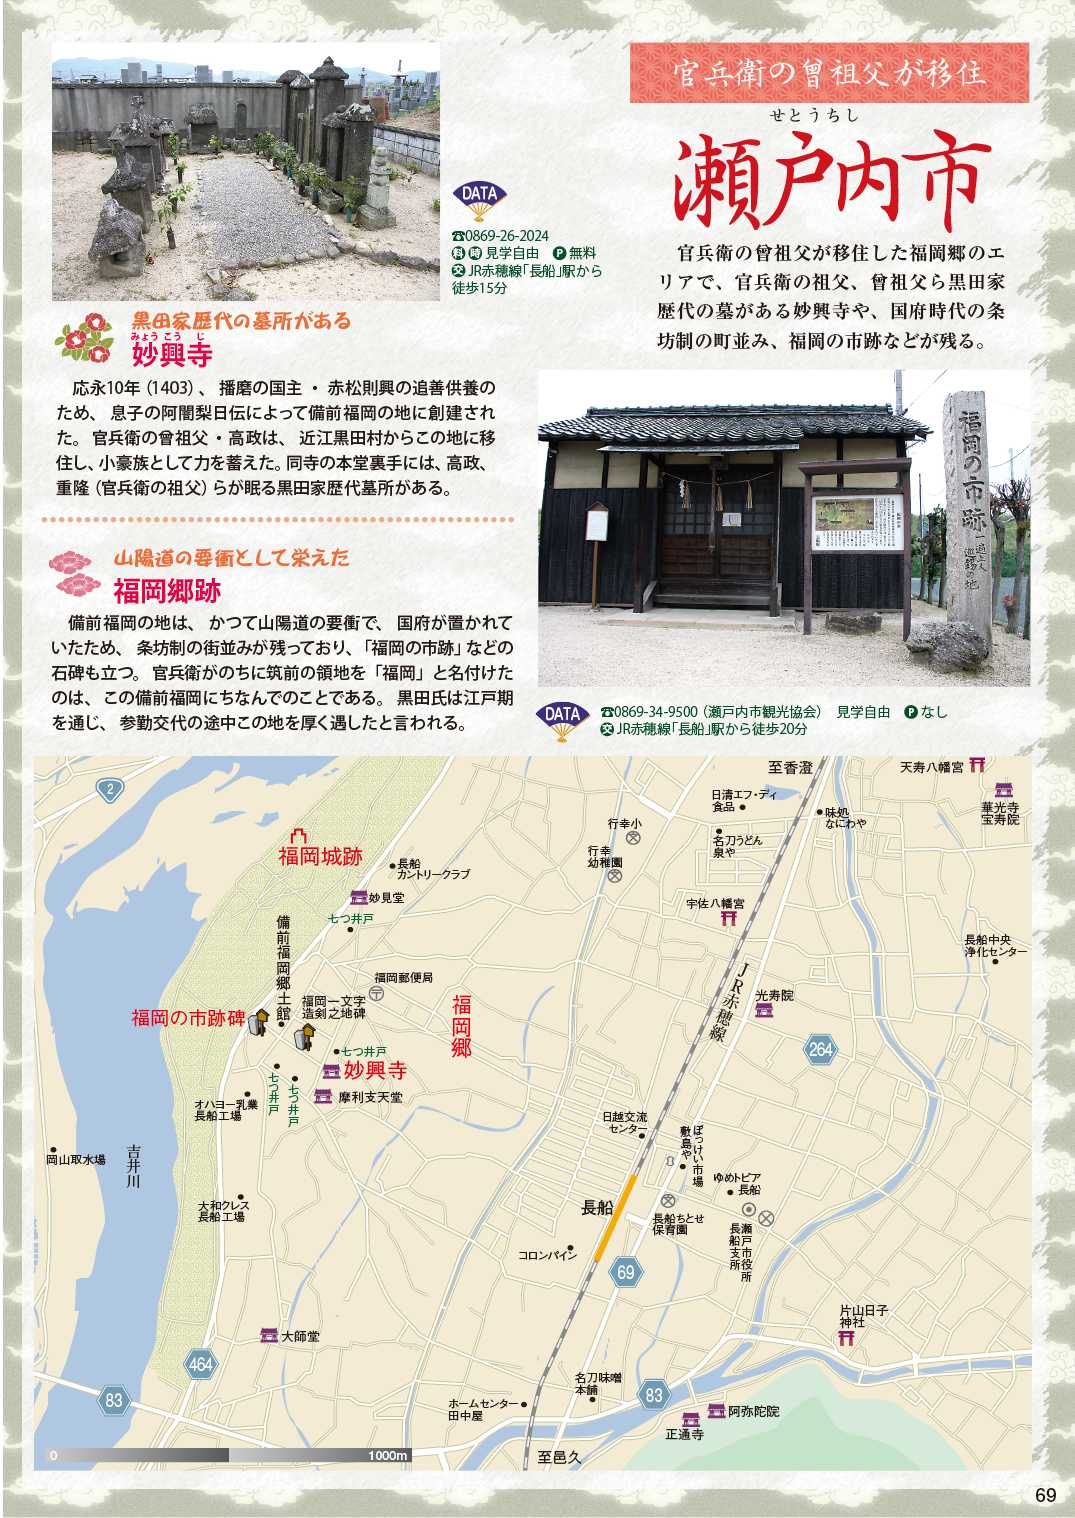 官兵衛の曾祖父が移住
せとうちし
瀬戸内市
官兵衛の曾祖父が移住した福岡郷のエ
リアで、官兵衛の祖父、曾祖父ら黒田家
歴代の墓がある妙興寺や、国府時代の条
坊制の町並み、福岡の市跡などが残る。
DATA
☎0869-26-2024
料 時 見学自由 P 無料
交 JR赤穂線「長船」駅から
徒歩15分
黒田家歴代の墓所がある
みょうこうじ
妙興寺
応永10年(1403)、播磨の国主・赤松則興の追善供養の
ため、息子の阿闍梨日伝によって備前福岡の地に創建され
た。官兵衛の曾祖父・高政は、近江黒田村からこの地に移
住し、小豪族として力を蓄えた。同寺の本堂裏手には、高政、
重隆(官兵衛の祖父)らが眠る黒田家歴代墓所がある。
山陽道の要衝として栄えた
福岡郷跡
備前福岡の地は、かつて山陽道の要衝で、国府が置かれて
いたため、条坊制の街並みが残っており、「福岡の市跡」などの
石碑も立つ。官兵衛がのちに筑前の領地を「福岡」と名付けた
のは、この備前福岡にちなんでのことである。黒田氏は江戸期
を通じ、参勤交代の途中この地を厚く遇したと言われる。
福岡の市跡
一遍上人
巡錫の地
DATA
☎0869-34-9500(瀬戸内市観光協会) 見学自由 P なし
交 JR赤穂線「長船」駅から徒歩20分
2
至香澄
天寿八幡宮
華光寺
宝寿院
日清エフ・ディ
食品
味処
なにわや
行幸小
名刀うどん
泉や
行幸
幼稚園
福岡城跡
長船
カントリークラブ
妙見堂
七つ井戸
宇佐八幡宮
備前福岡郷土館
長船中央
浄化センター
福岡郵便局
JR赤穂線
光寿院
福岡一文字
造剣之地碑
福岡郷
福岡の市跡碑
264
七つ井戸
妙興寺
七つ井戸
七つ井戸
摩利支天堂
オハヨー乳業
長船工場
日越交流
センター
ぼっけい市場
敷島や
岡山取水場
吉井川
ゆめトピア
長船
大和クレス
長船工場
長船
長船ちとせ
保育園
瀬戸内市役所
長船支所
コロンバイン
69
片山日子
神社
大師堂
464
名刀味噌
本舗
83
83
ホームセンター
田中屋
阿弥陀院
正通寺
至邑久
0
1000m
69